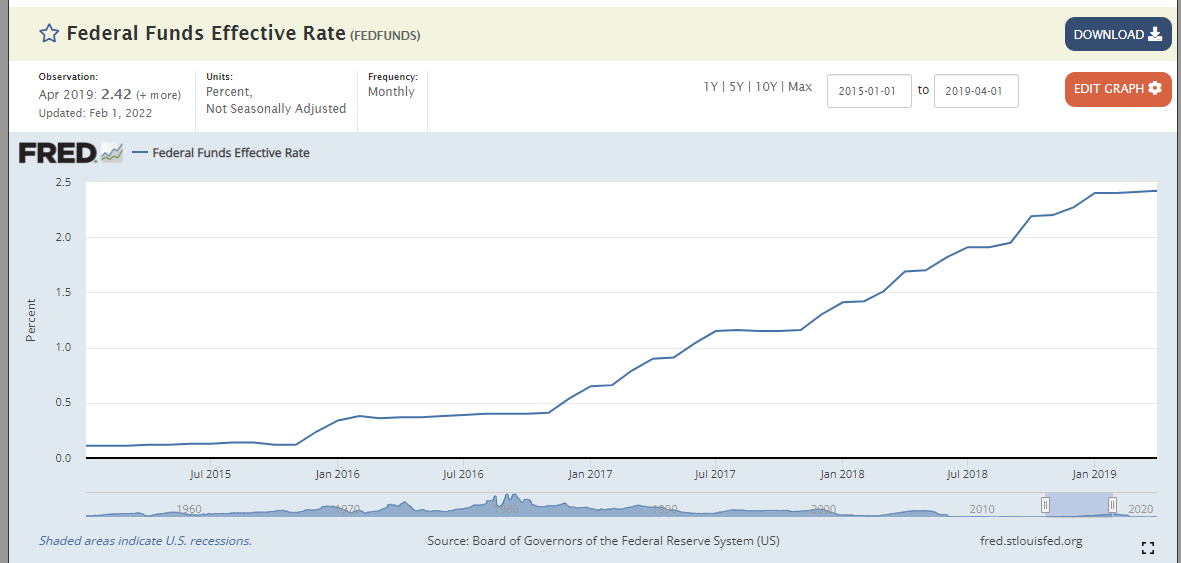 Federal Funds Effective Rate (FEDFUNDS)
DOWNLOAD
Observation:
Apr 2019: 2.42 (+ more)
Updated: Feb 1, 2022
Units:
Percent,
Not Seasonally Adjusted
Frequency:
Monthly
1Y | 5Y | 10Y | Max
2015-01-01 to 2019-04-01
EDIT GRAPH
FRED
Federal Funds Effective Rate
Percent
2.5
2.0
1.5
1.0
0.5
0.0
Jul 2015 Jan 2016 Jul 2016 Jan 2017 Jul 2017 Jan 2018 Jul 2018 Jan 2019
1960 1970 1980 1990 2000 2010 2020
Shaded areas indicate U.S. recessions.
Source: Board of Governors of the Federal Reserve System (US)
fred.stlouisfed.org